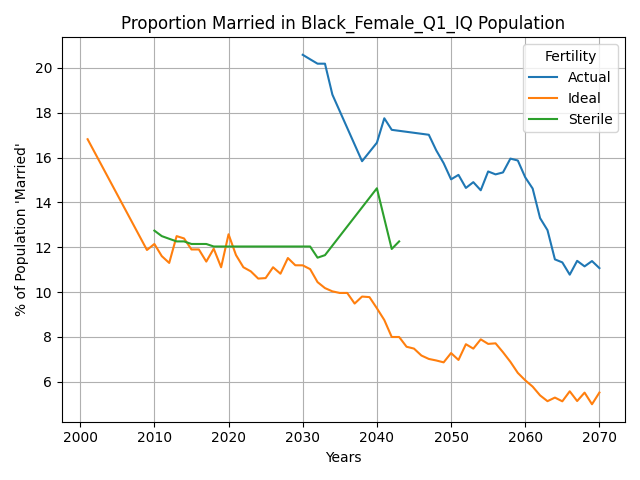 Proportion Married in Black_Female_Q1_IQ Population
% of Population 'Married'
20
18
16
14
12
10
8
6
Fertility
Actual
Ideal
Sterile
2000 2010 2020 2030 2040 2050 2060 2070
Years